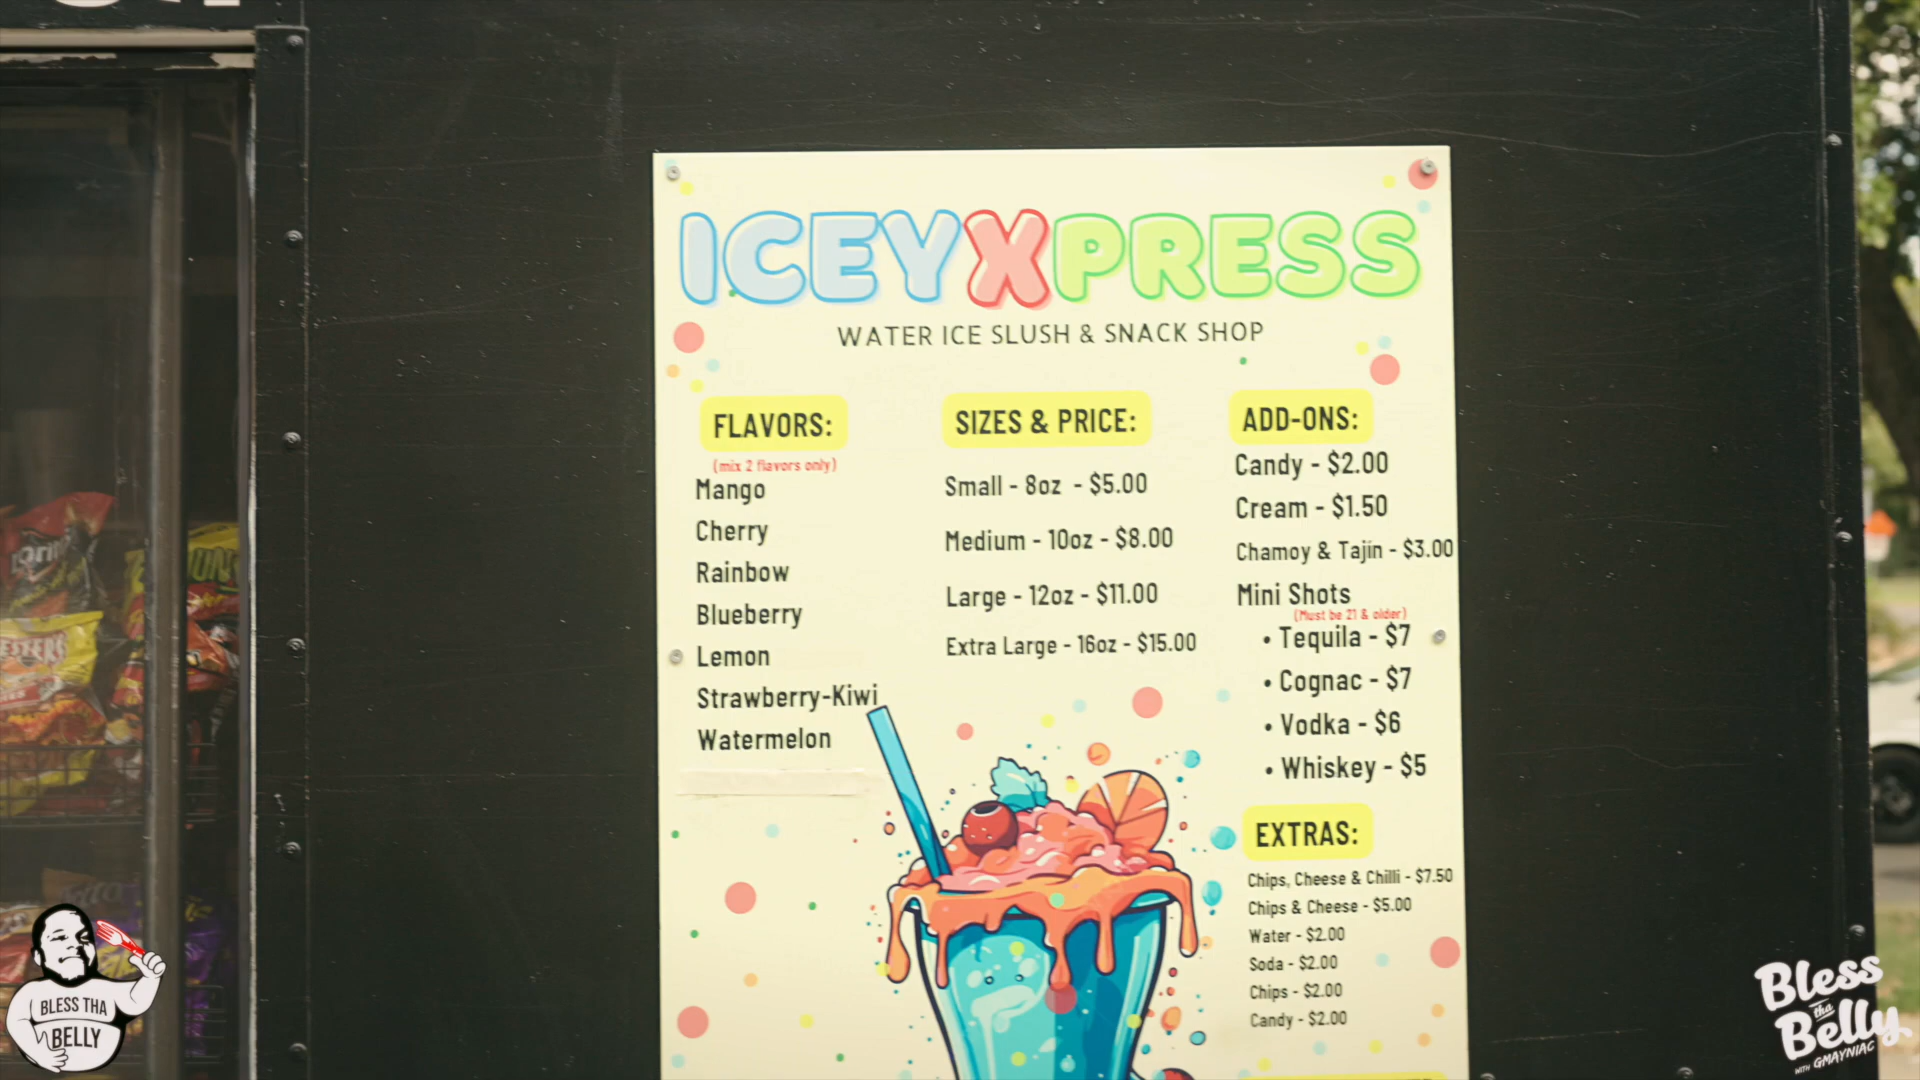 ICEYXPRESS
WATER ICE SLUSH & SNACK SHOP
FLAVORS:
(mix 2 flavors only)
Mango
Cherry
Rainbow
Blueberry
Lemon
Strawberry-Kiwi
Watermelon
SIZES & PRICE:
Small - 8oz - $5.00
Medium - 10oz - $8.00
Large - 12oz - $11.00
Extra Large - 16oz - $15.00
ADD-ONS:
Candy - $2.00
Cream - $1.50
Chamoy & Tajín - $3.00
Mini Shots
(Must be 21 & older)
• Tequila - $7
• Cognac - $7
• Vodka - $6
• Whiskey - $5
EXTRAS:
Chips, Cheese & Chilli - $7.50
Chips & Cheese - $5.00
Water - $2.00
Soda - $2.00
Chips - $2.00
Candy - $2.00
BLESS THA
BELLY
Bless
tha
Belly
WITH GMAYNIAC